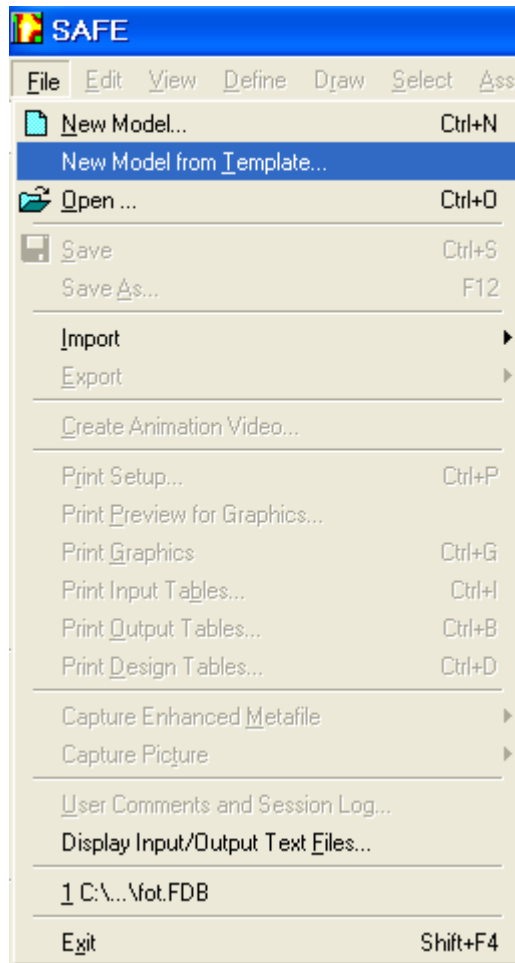 SAFE
File Edit View Define Draw Select Ass
New Model... Ctrl+N
New Model from Template...
Open ... Ctrl+O
Save Ctrl+S
Save As... F12
Import
Export
Create Animation Video...
Print Setup... Ctrl+P
Print Preview for Graphics...
Print Graphics Ctrl+G
Print Input Tables... Ctrl+I
Print Output Tables... Ctrl+B
Print Design Tables... Ctrl+D
Capture Enhanced Metafile
Capture Picture
User Comments and Session Log...
Display Input/Output Text Files...
1 C:\...\fot.FDB
Exit Shift+F4